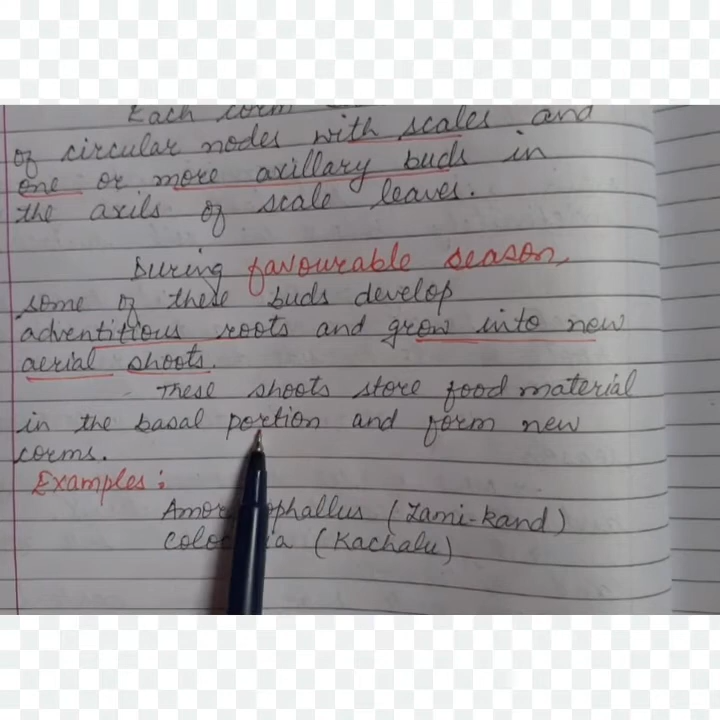 Each corm
of circular nodes with scales and
one or more axillary buds in
the axils of scale leaves.
During favourable season,
some of these buds develop
adventitious roots and grow into new
aerial shoots.
These shoots store food material
in the basal portion and form new
corms.
Examples:
(Zami-kand)
(Kachalu)